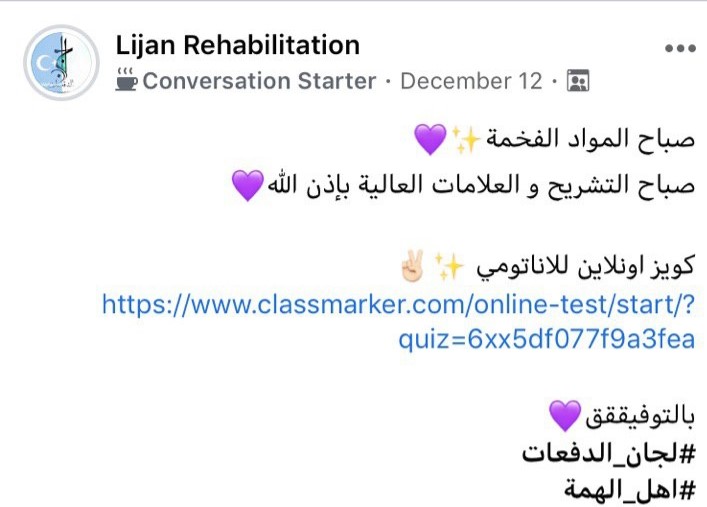 Lijan Rehabilitation
Conversation Starter · December 12 ·
صباح المواد الفخمة✨💜
صباح التشريح و العلامات العالية بإذن الله💜
كويز اونلاين للاناتومي ✨✌🏻
https://www.classmarker.com/online-test/start/?
quiz=6xx5df077f9a3fea
بالتوفيققق💜
#لجان_الدفعات
#اهل_الهمة